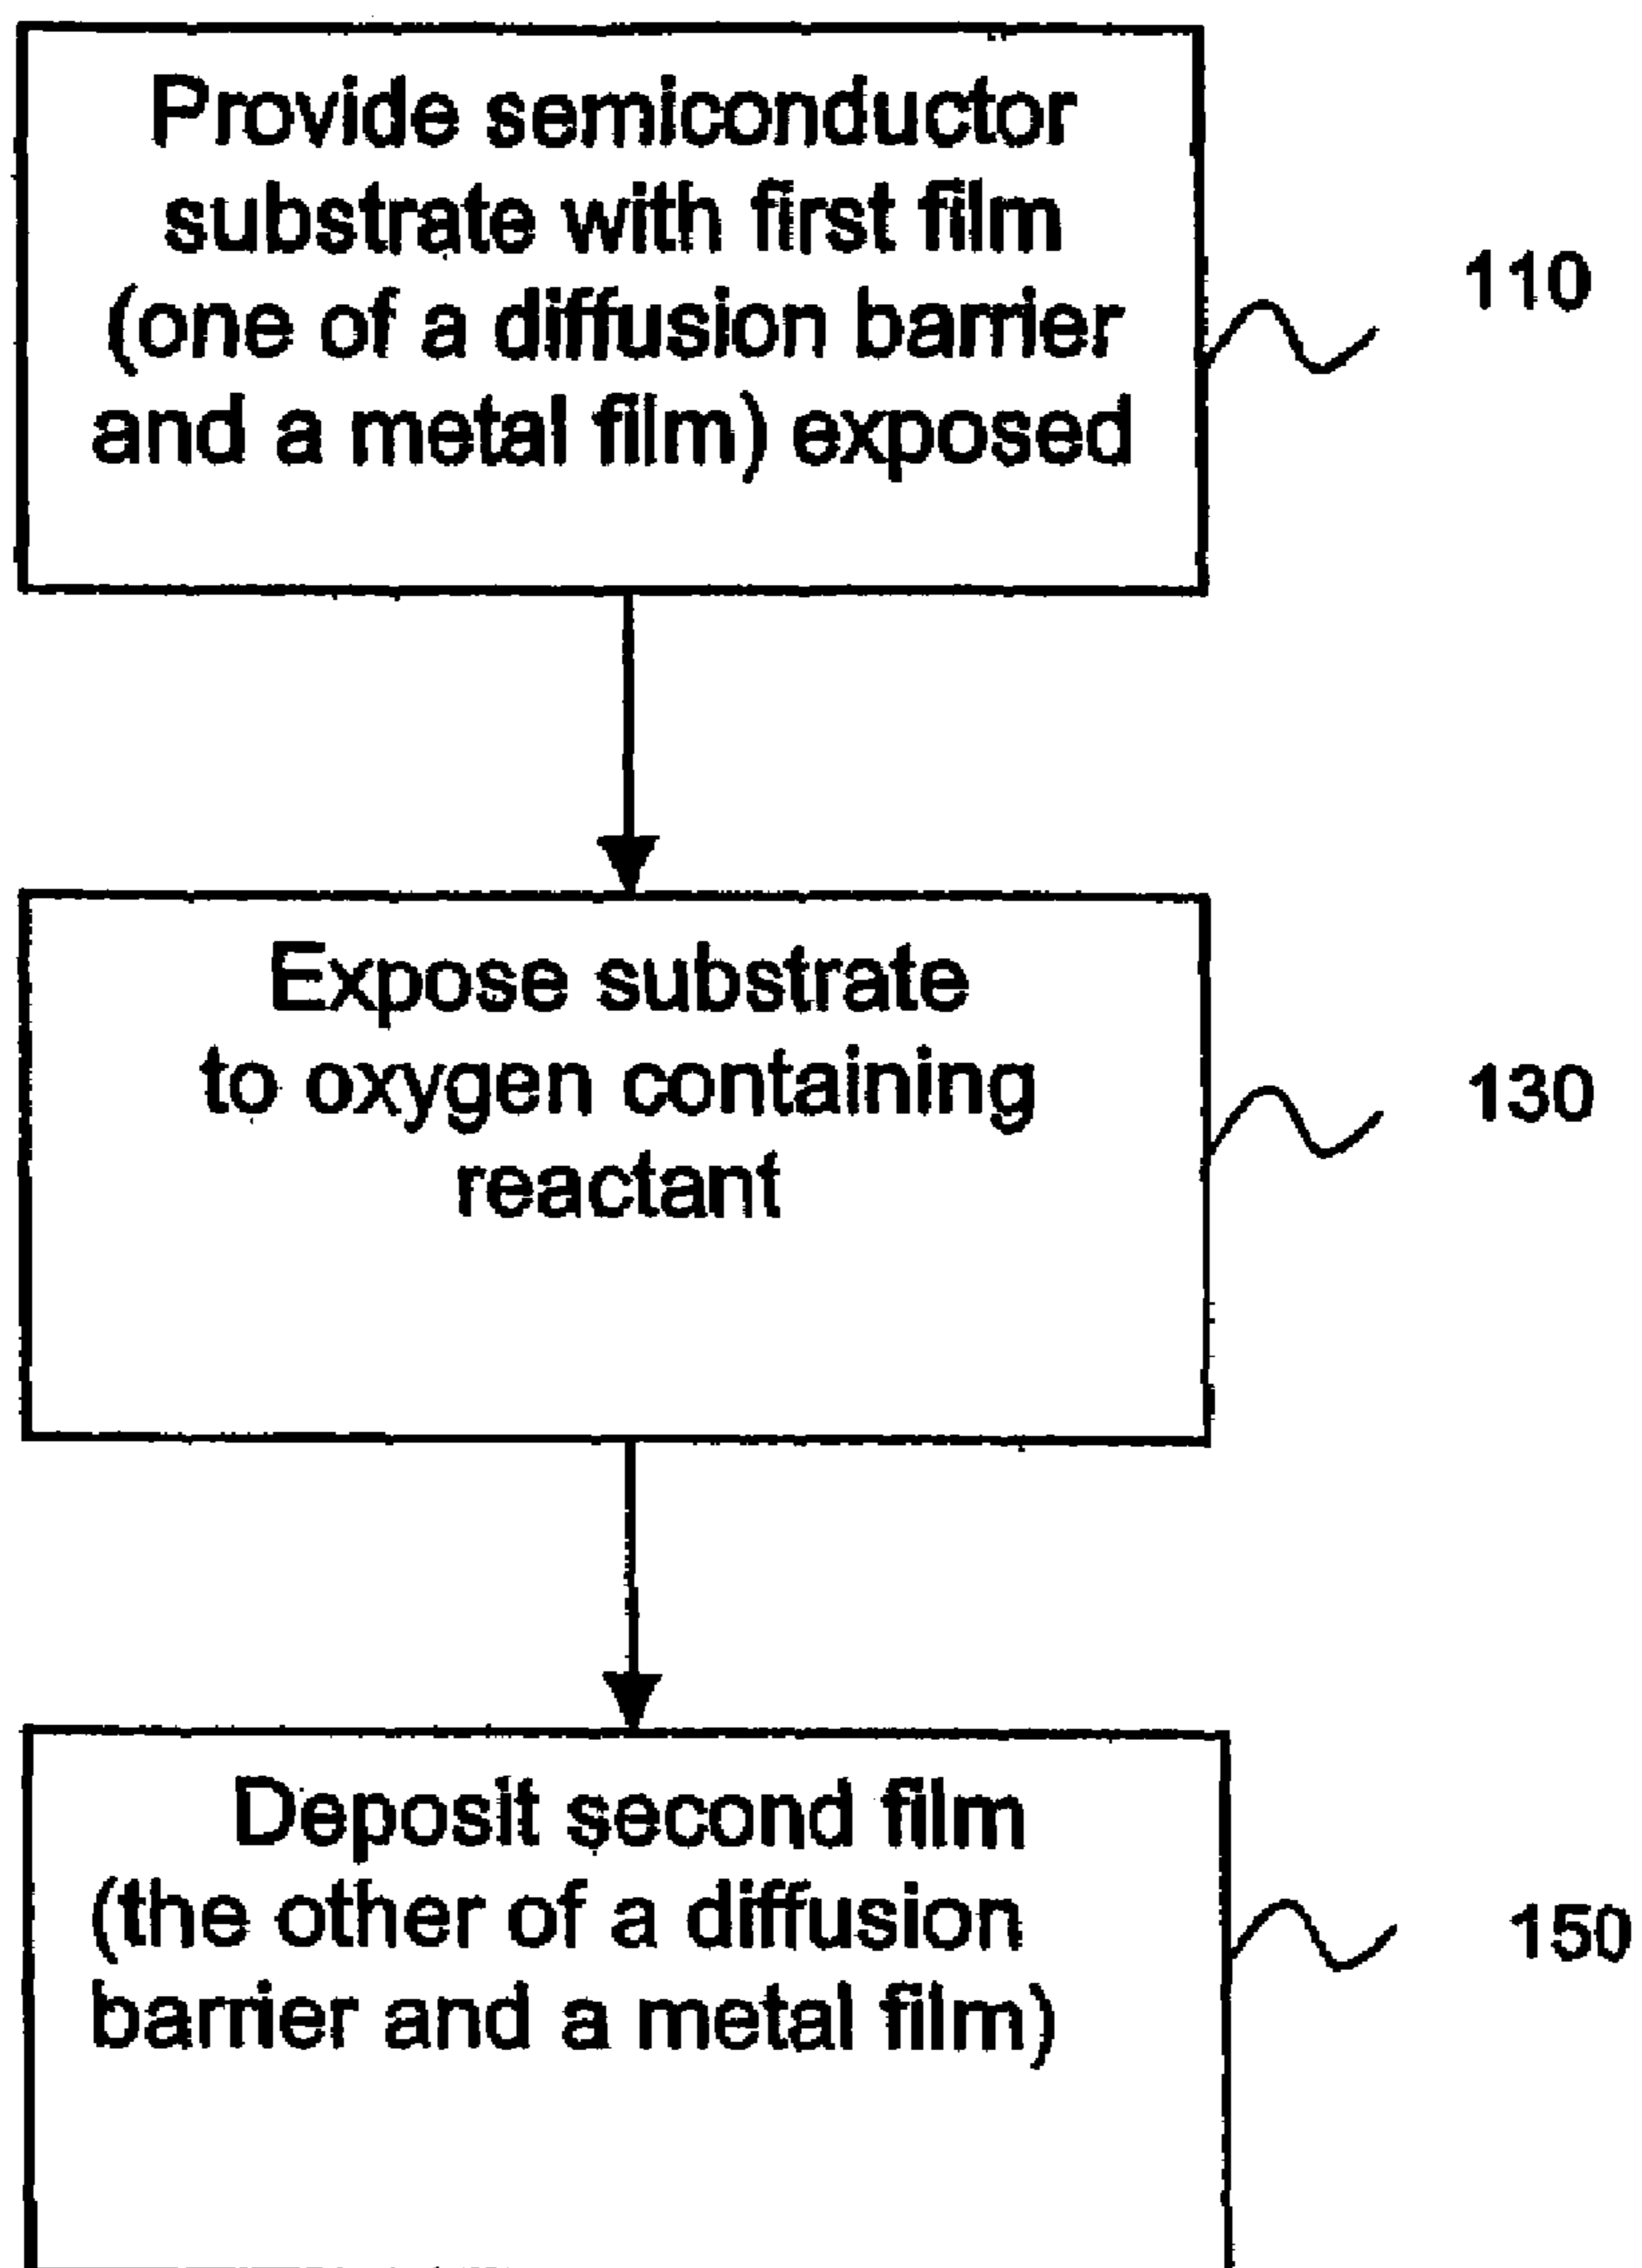 Provide semiconductor
substrate with first film
(one of a diffusion barrier
and a metal film) exposed
110
Expose substrate
to oxygen containing
reactant
130
Deposit second film
(the other of a diffusion
barrier and a metal film)
150